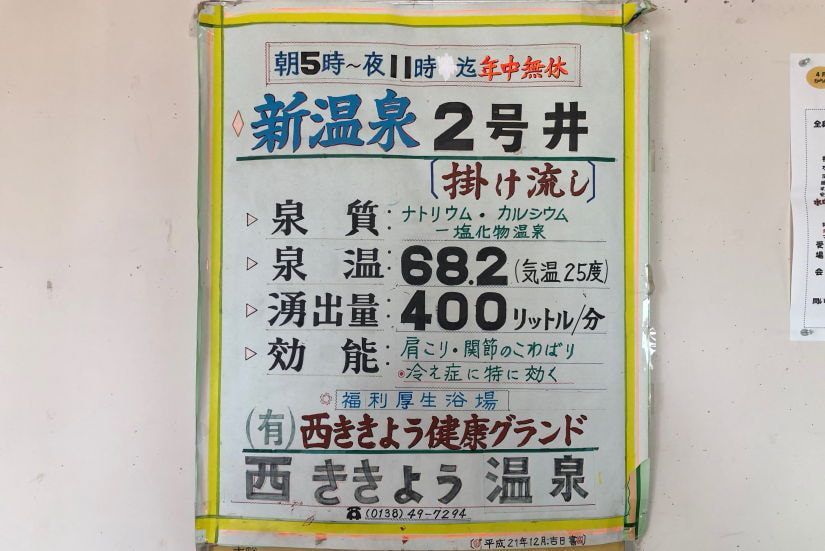 朝5時～夜11時迄年中無休
新温泉 2号井
〔掛け流し〕
泉質：ナトリウム・カルシウム
ー塩化物温泉
泉温：68.2(気温25度)
湧出量：400リットル/分
効能：肩こり・関節のこわばり
冷え症に特に効く
福利厚生浴場
(有)西ききょう健康グランド
西ききょう温泉
☎(0138)49-7294
平成21年12月吉日書